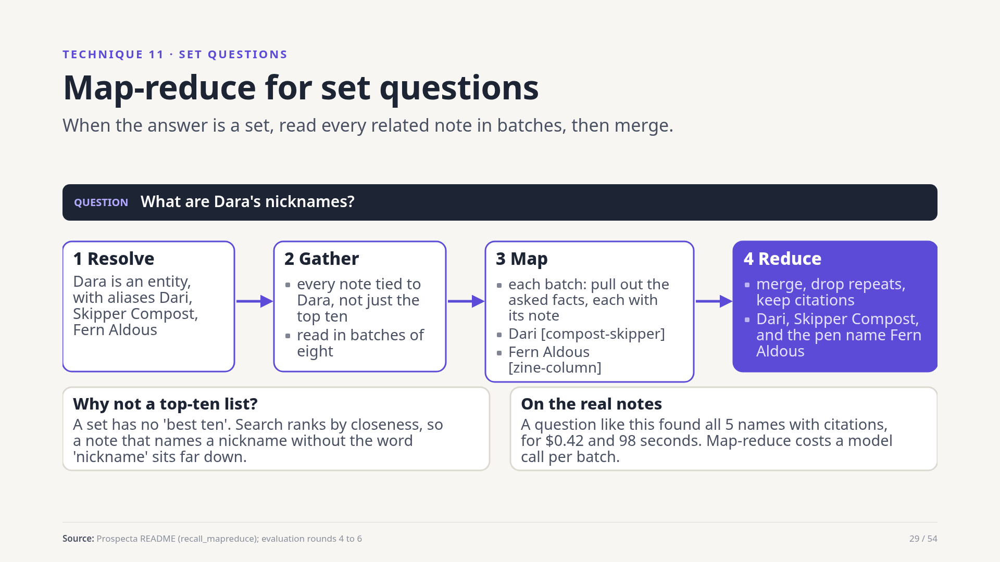 TECHNIQUE 11 · SET QUESTIONS
Map-reduce for set questions
When the answer is a set, read every related note in batches, then merge.
QUESTION What are Dara's nicknames?
1 Resolve
Dara is an entity,
with aliases Dari,
Skipper Compost,
Fern Aldous
2 Gather
every note tied to
Dara, not just the
top ten
read in batches of
eight
3 Map
each batch: pull out the
asked facts, each with
its note
Dari [compost-skipper]
Fern Aldous
[zine-column]
4 Reduce
merge, drop repeats,
keep citations
Dari, Skipper Compost,
and the pen name Fern
Aldous
Why not a top-ten list?
A set has no 'best ten'. Search ranks by closeness, so
a note that names a nickname without the word
'nickname' sits far down.
On the real notes
A question like this found all 5 names with citations,
for $0.42 and 98 seconds. Map-reduce costs a model
call per batch.
Source: Prospecta README (recall_mapreduce); evaluation rounds 4 to 6
29 / 54